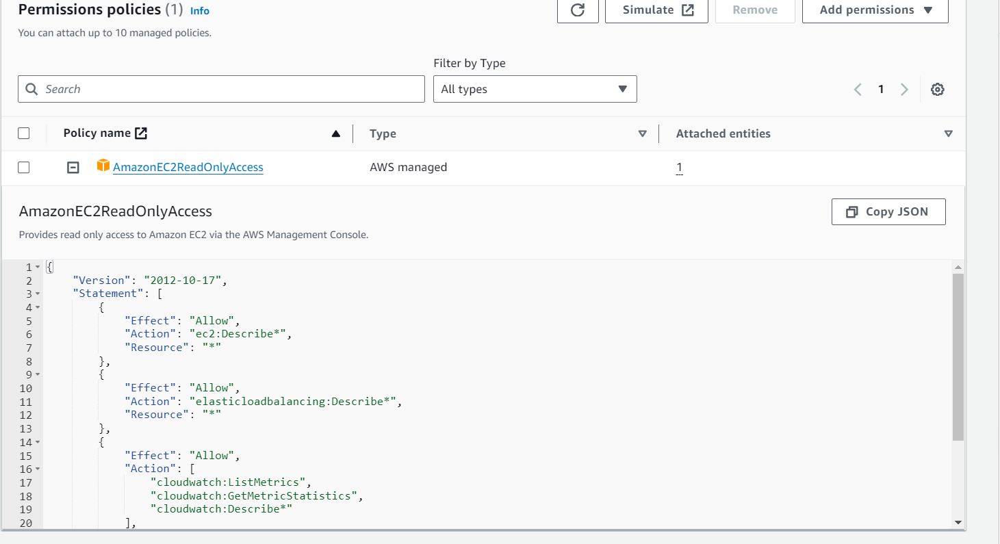 Permissions policies (1) Info
You can attach up to 10 managed policies.
Simulate
Remove
Add permissions
Filter by Type
Search
All types
1
Policy name
Type
Attached entities
AmazonEC2ReadOnlyAccess
AWS managed
1
AmazonEC2ReadOnlyAccess
Provides read only access to Amazon EC2 via the AWS Management Console.
Copy JSON
1 {
2 "Version": "2012-10-17",
3 "Statement": [
4 {
5 "Effect": "Allow",
6 "Action": "ec2:Describe*",
7 "Resource": "*"
8 },
9 {
10 "Effect": "Allow",
11 "Action": "elasticloadbalancing:Describe*",
12 "Resource": "*"
13 },
14 {
15 "Effect": "Allow",
16 "Action": [
17 "cloudwatch:ListMetrics",
18 "cloudwatch:GetMetricStatistics",
19 "cloudwatch:Describe*"
20 ],